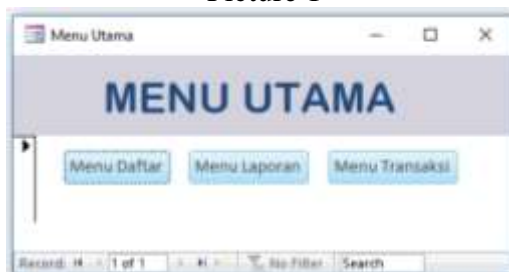 Menu Utama
MENU UTAMA
Menu Daftar Menu Laporan Menu Transaksi
Record: 1 of 1 No Filter Search